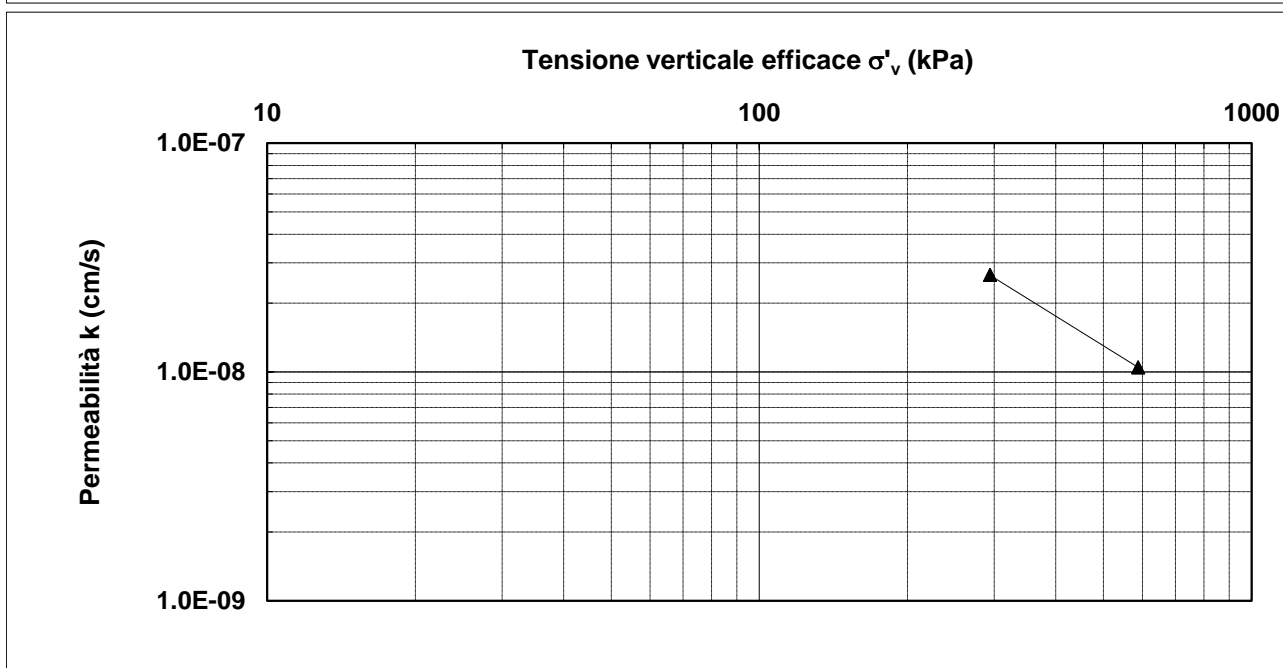 Tensione verticale efficace σ'v (kPa)
10 100 1000
1.0E-07
1.0E-08
1.0E-09
Permeabilità k (cm/s)